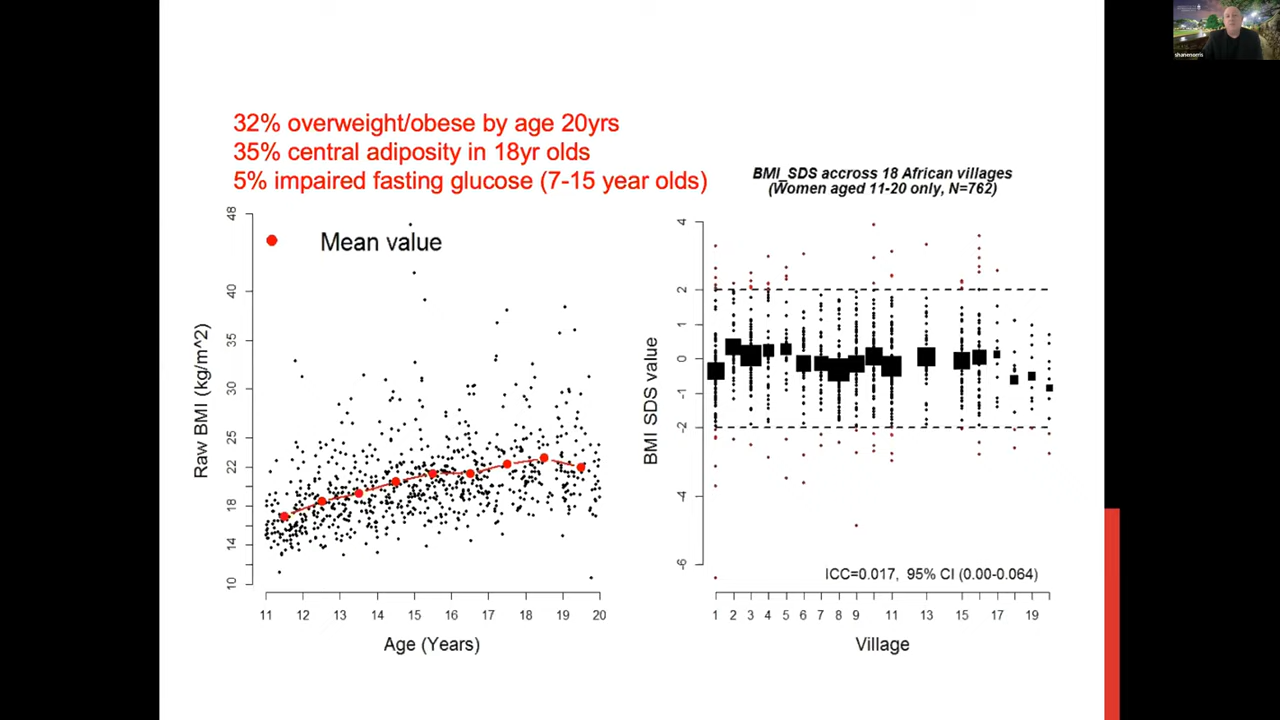 32% overweight/obese by age 20yrs
35% central adiposity in 18yr olds
5% impaired fasting glucose (7-15 year olds)
48
40
35
30
25
22
18
14
10
Raw BMI (kg/m^2)
Mean value
11 12 13 14 15 16 17 18 19 20
Age (Years)
BMI_SDS accross 18 African villages
(Women aged 11-20 only, N=762)
4
2
1
0
-1
-2
-4
-6
BMI SDS value
ICC=0.017, 95% CI (0.00-0.064)
1 2 3 4 5 6 7 8 9 11 13 15 17 19
Village
shanenorris